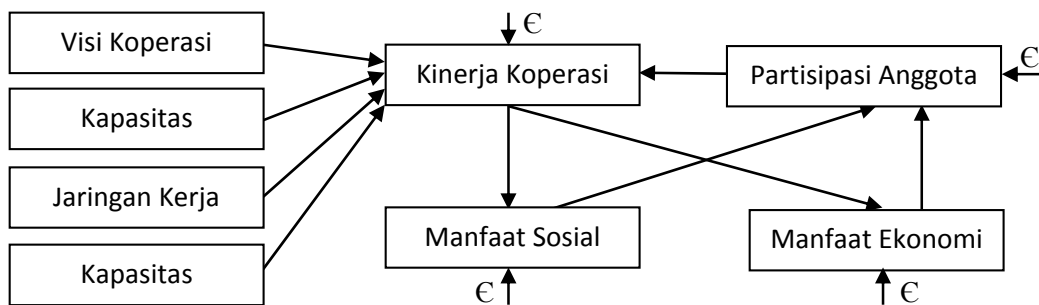 Visi Koperasi
Kapasitas
Jaringan Kerja
Kapasitas
Є
Kinerja Koperasi
Partisipasi Anggota
Є
Manfaat Sosial
Manfaat Ekonomi
Є
Є